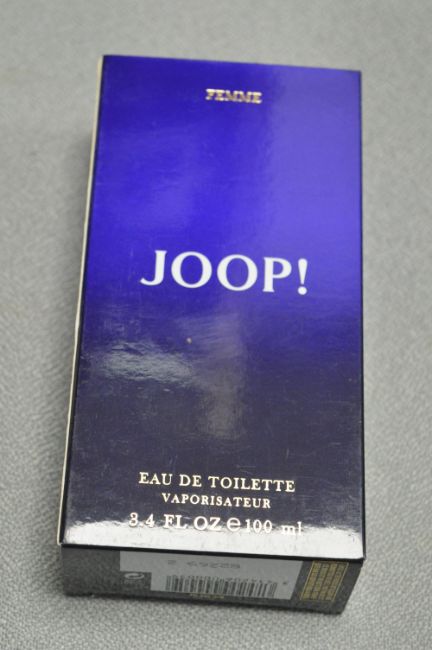 FEMME
JOOP!
EAU DE TOILETTE
VAPORISATEUR
3.4 FL.OZ ℮ 100 ml